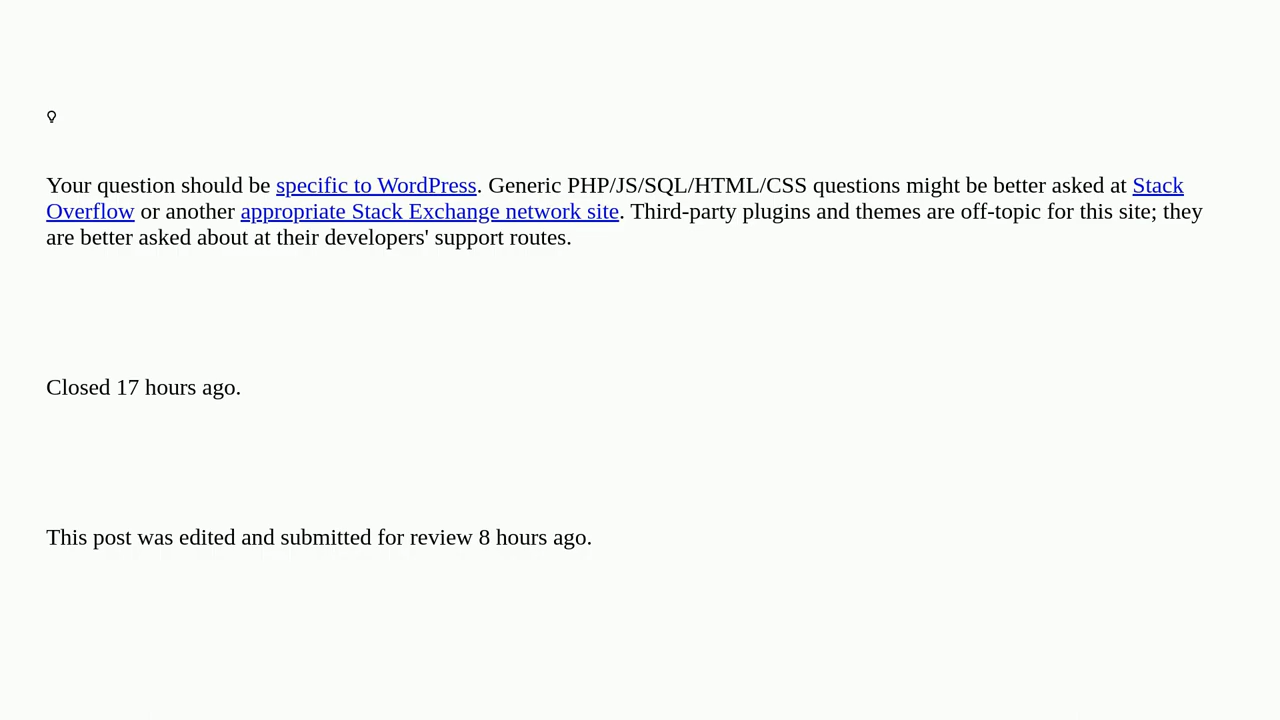 Your question should be specific to WordPress. Generic PHP/JS/SQL/HTML/CSS questions might be better asked at Stack
Overflow or another appropriate Stack Exchange network site. Third-party plugins and themes are off-topic for this site; they
are better asked about at their developers' support routes.
Closed 17 hours ago.
This post was edited and submitted for review 8 hours ago.